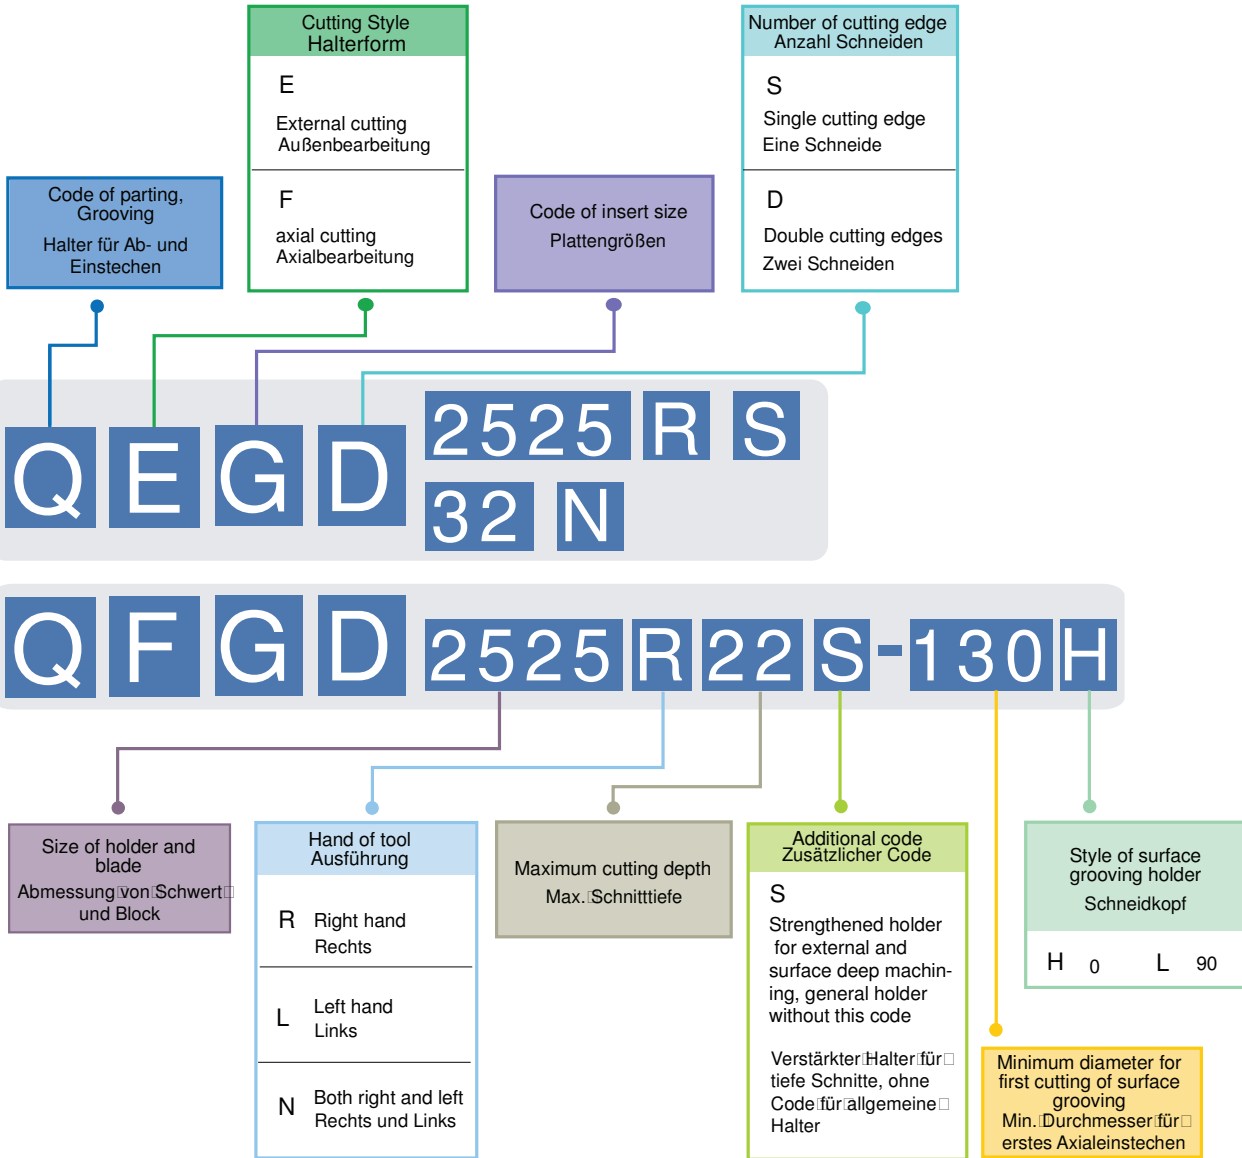 Cutting Style
Halterform
E
External cutting
Außenbearbeitung
F
axial cutting
Axialbearbeitung
Number of cutting edge
Anzahl Schneiden
S
Single cutting edge
Eine Schneide
D
Double cutting edges
Zwei Schneiden
Code of parting,
Grooving
Halter für Ab- und
Einstechen
Code of insert size
Plattengrößen
Q E G D 2525 R S
32 N
Q F G D 2525 R 22 S - 130 H
Size of holder and
blade
Abmessung von Schwert
und Block
Hand of tool
Ausführung
R Right hand
Rechts
L Left hand
Links
N Both right and left
Rechts und Links
Maximum cutting depth
Max. Schnitttiefe
Additional code
Zusätzlicher Code
S
Strengthened holder
for external and
surface deep machin-
ing, general holder
without this code
Verstärkter Halter für
tiefe Schnitte, ohne
Code für allgemeine
Halter
Style of surface
grooving holder
Schneidkopf
H 0 L 90
Minimum diameter for
first cutting of surface
grooving
Min. Durchmesser für
erstes Axialeinstechen